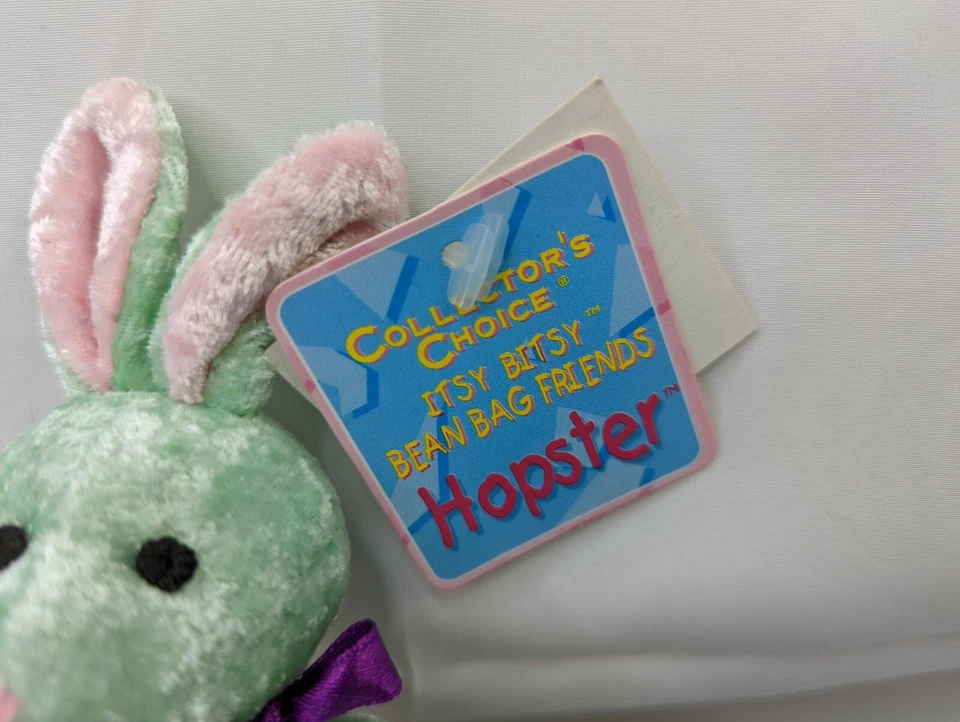 COLLECTOR'S
CHOICE®
ITSY BITSY™
BEAN BAG FRIENDS
Hopster™